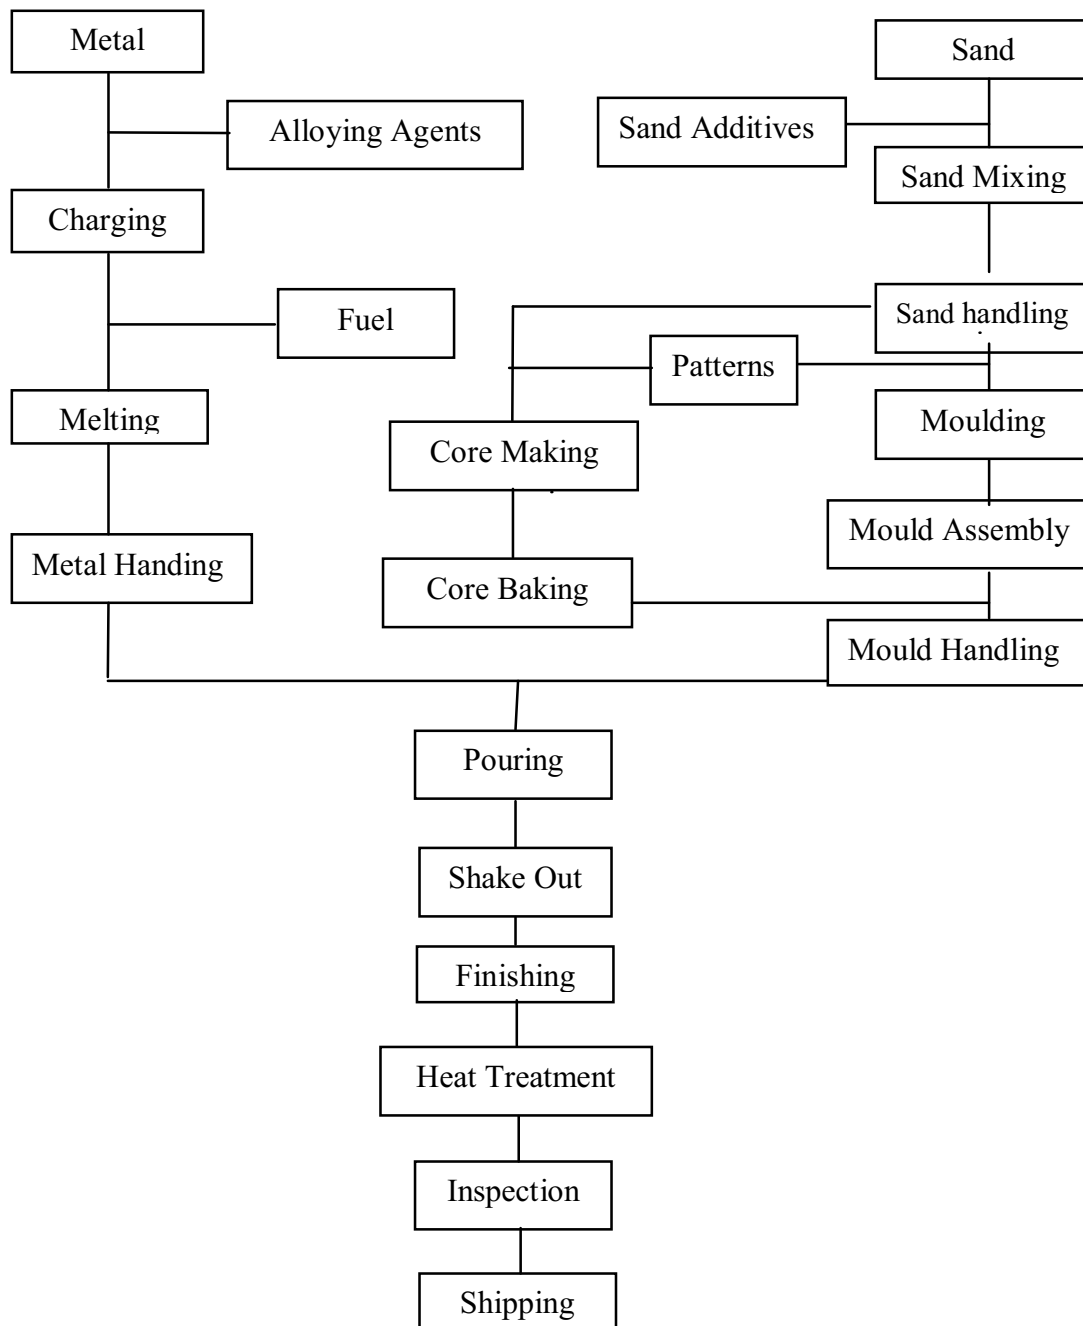 Metal
Sand
Alloying Agents
Sand Additives
Sand Mixing
Charging
Fuel
Sand handling
Patterns
Melting
Moulding
Core Making
Mould Assembly
Metal Handing
Core Baking
Mould Handling
Pouring
Shake Out
Finishing
Heat Treatment
Inspection
Shipping